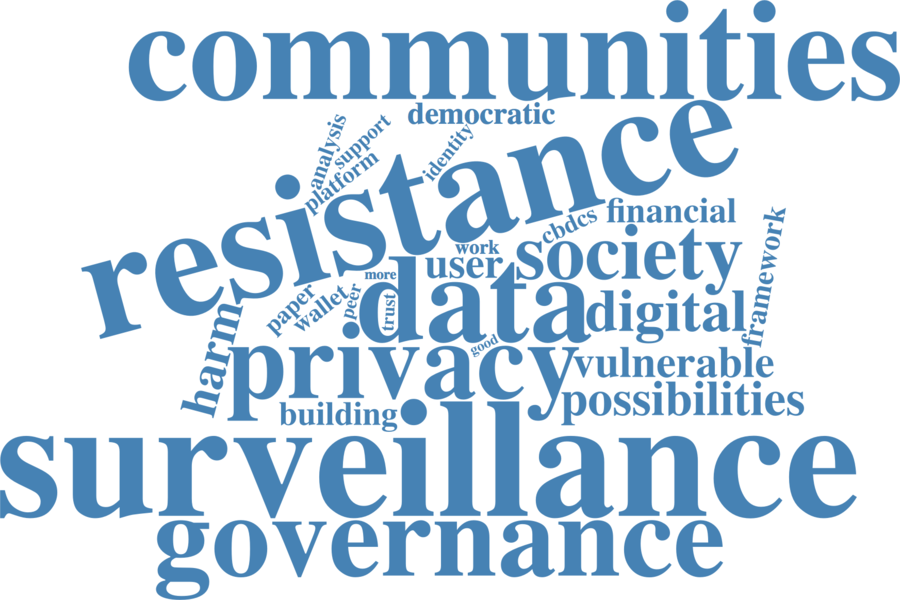 communities
democratic
analysis
support
platform
identity
resistance
cbdcs
financial
work
user
society
framework
more
data
digital
paper
wallet
peer
trust
harm
privacy
good
vulnerable
possibilities
building
surveillance
governance